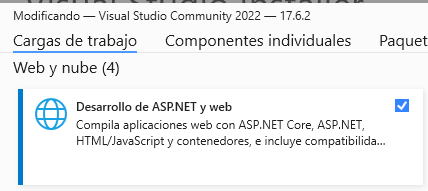 Modificando — Visual Studio Community 2022 — 17.6.2
Cargas de trabajo Componentes individuales Paquet
Web y nube (4)
Desarrollo de ASP.NET y web
Compila aplicaciones web con ASP.NET Core, ASP.NET,
HTML/JavaScript y contenedores, e incluye compatibilida...